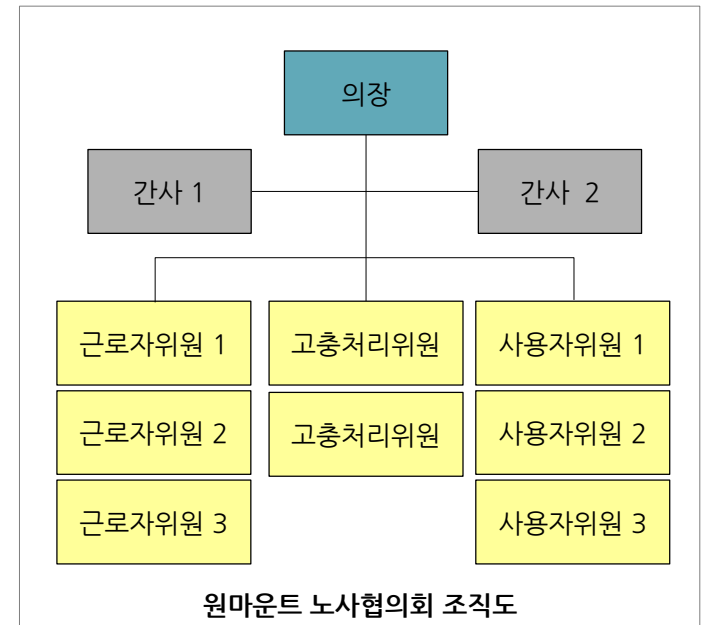 의장
간사 1
간사 2
근로자위원 1
고충처리위원
사용자위원 1
근로자위원 2
고충처리위원
사용자위원 2
근로자위원 3
사용자위원 3
원마운트 노사협의회 조직도